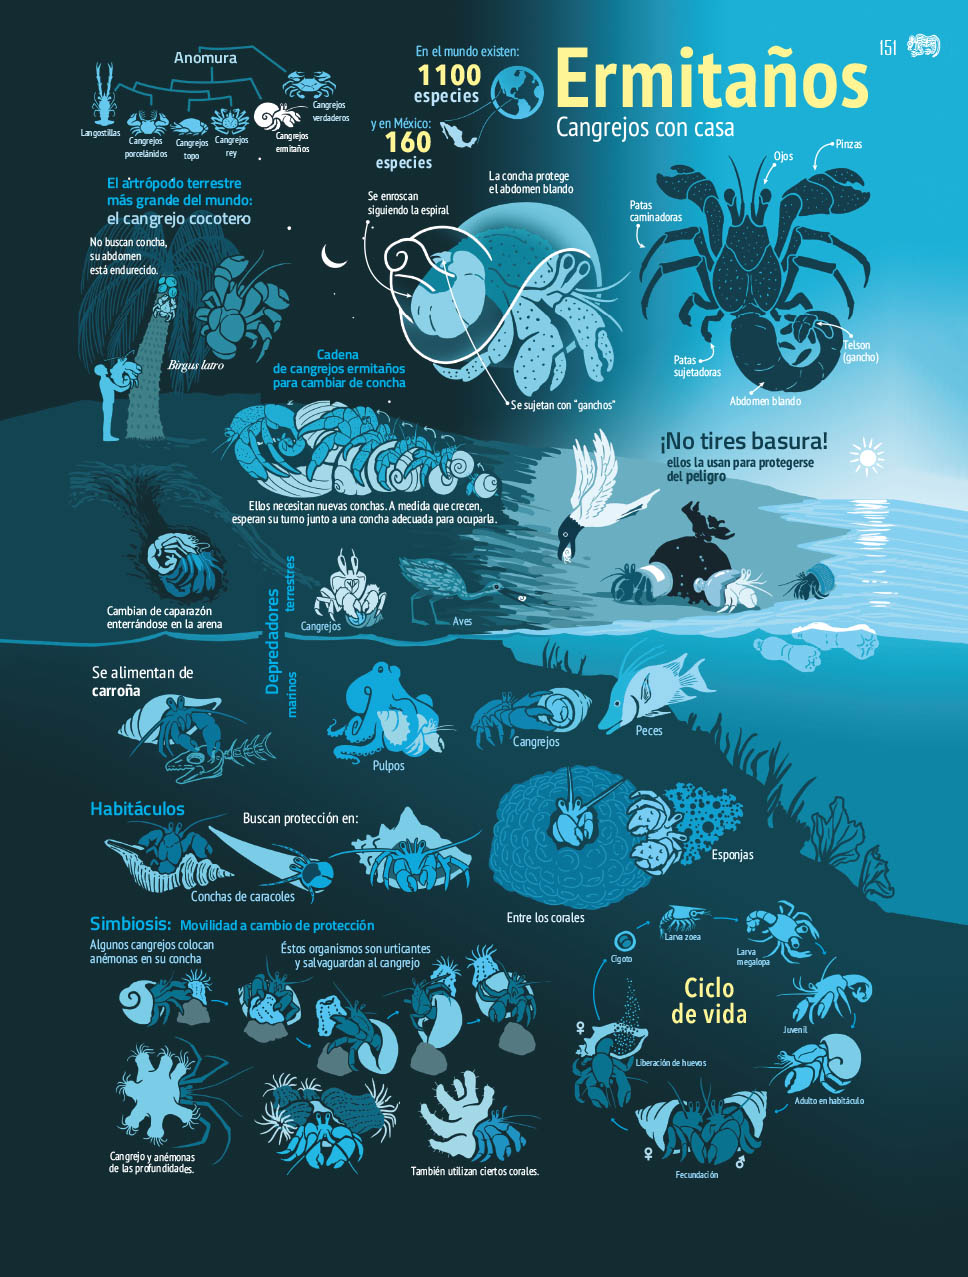 151
Ermitaños
Cangrejos con casa
En el mundo existen:
1100
especies
y en México:
160
especies
Anomura
Langostillas
Cangrejos
porcelánidos
Cangrejos
topo
Cangrejos
rey
Cangrejos
ermitaños
Cangrejos
verdaderos
El artrópodo terrestre
más grande del mundo:
el cangrejo cocotero
No buscan concha,
su abdomen
está endurecido.
Birgus latro
Se enroscan
siguiendo la espiral
La concha protege
el abdomen blando
Se sujetan con “ganchos”
Ojos
Pinzas
Patas
caminadoras
Patas
sujetadoras
Telson
(gancho)
Abdomen blando
Cadena
de cangrejos ermitaños
para cambiar de concha
Ellos necesitan nuevas conchas. A medida que crecen,
esperan su turno junto a una concha adecuada para ocuparla.
¡No tires basura!
ellos la usan para protegerse
del peligro
Cambian de caparazón
enterrándose en la arena
Depredadores
terrestres
Cangrejos
Aves
marinos
Pulpos
Cangrejos
Peces
Se alimentan de
carroña
Habitáculos
Buscan protección en:
Conchas de caracoles
Entre los corales
Esponjas
Simbiosis: Movilidad a cambio de protección
Algunos cangrejos colocan
anémonas en su concha
Éstos organismos son urticantes
y salvaguardan al cangrejo
Cangrejo y anémonas
de las profundidades.
También utilizan ciertos corales.
Ciclo
de vida
Cigoto
Larva zoea
Larva
megalopa
Juvenil
Adulto en habitáculo
Fecundación
♀
♂
Liberación de huevos
♀